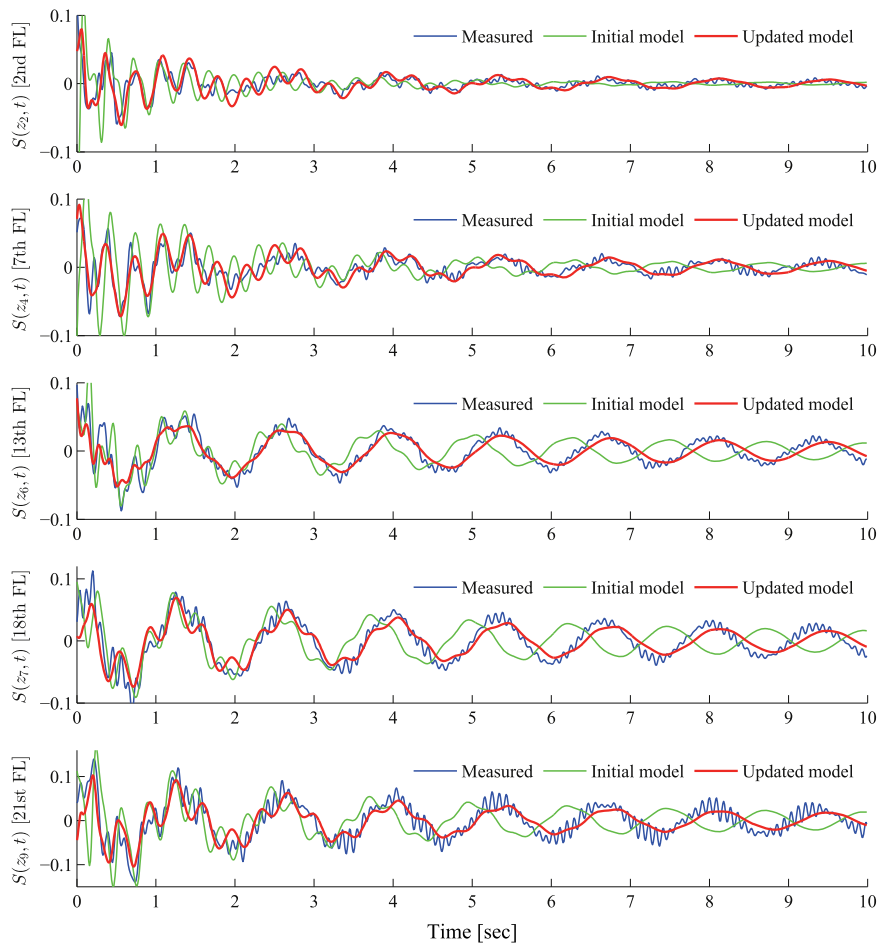 S(z₂, t) [2nd FL]
0.1
0
−0.1
Measured Initial model Updated model
0 1 2 3 4 5 6 7 8 9 10
S(z₄, t) [7th FL]
0.1
0
−0.1
Measured Initial model Updated model
0 1 2 3 4 5 6 7 8 9 10
S(z₆, t) [13th FL]
0.1
0
−0.1
Measured Initial model Updated model
0 1 2 3 4 5 6 7 8 9 10
S(z₇, t) [18th FL]
0.1
0
−0.1
Measured Initial model Updated model
0 1 2 3 4 5 6 7 8 9 10
S(z₉, t) [21st FL]
0.1
0
−0.1
Measured Initial model Updated model
0 1 2 3 4 5 6 7 8 9 10
Time [sec]